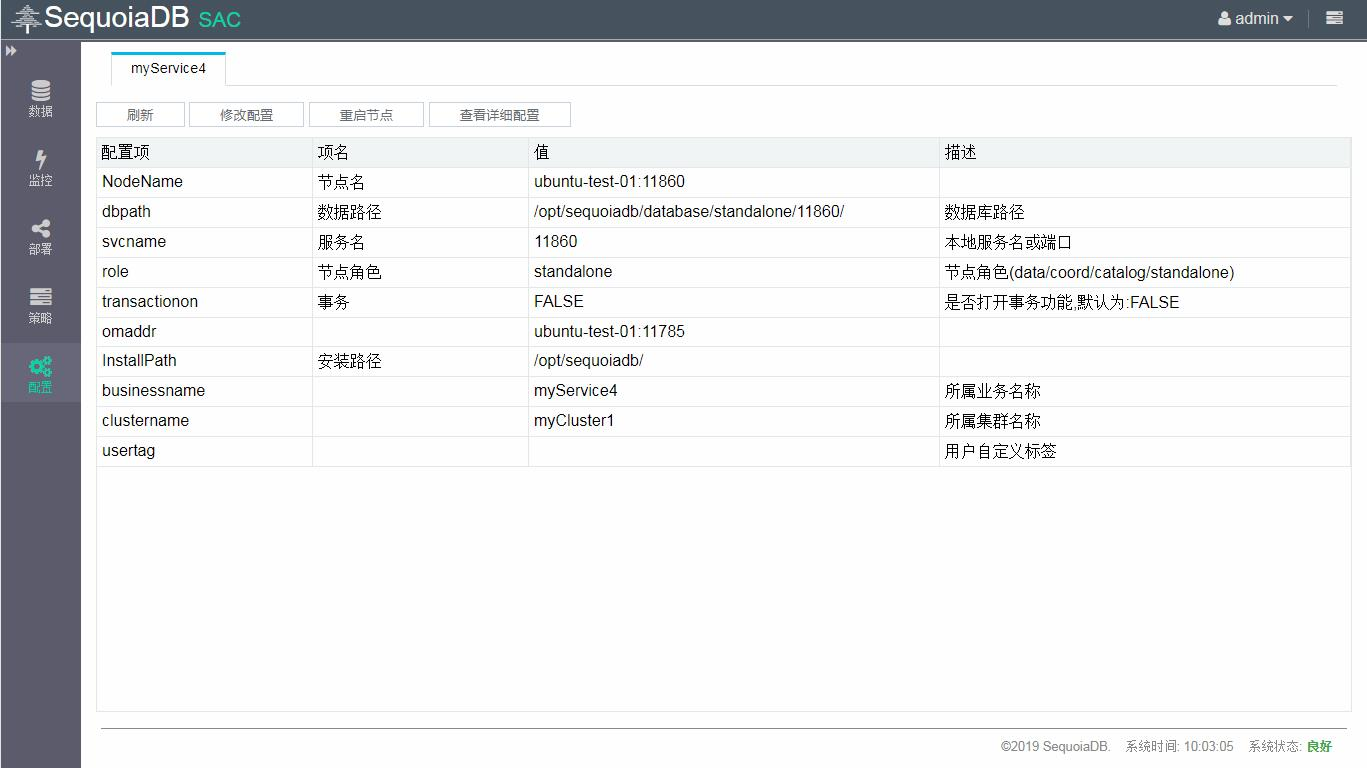 SequoiaDB SAC admin
数据
监控
部署
策略
配置
myService4
刷新 修改配置 重启节点 查看详细配置
配置项 项名 值 描述
NodeName 节点名 ubuntu-test-01:11860
dbpath 数据路径 /opt/sequoiadb/database/standalone/11860/ 数据库路径
svcname 服务名 11860 本地服务名或端口
role 节点角色 standalone 节点角色(data/coord/catalog/standalone)
transactionon 事务 FALSE 是否打开事务功能,默认为:FALSE
omaddr ubuntu-test-01:11785
InstallPath 安装路径 /opt/sequoiadb/
businessname myService4 所属业务名称
clustername myCluster1 所属集群名称
usertag 用户自定义标签
©2019 SequoiaDB. 系统时间: 10:03:05 系统状态: 良好